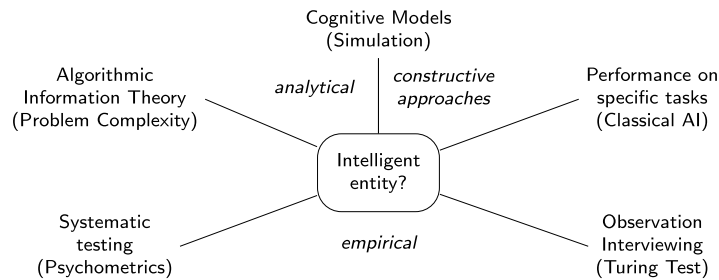 Cognitive Models
(Simulation)
Algorithmic
Information Theory
(Problem Complexity)
analytical
constructive
approaches
Performance on
specific tasks
(Classical AI)
Intelligent
entity?
Systematic
testing
(Psychometrics)
empirical
Observation
Interviewing
(Turing Test)